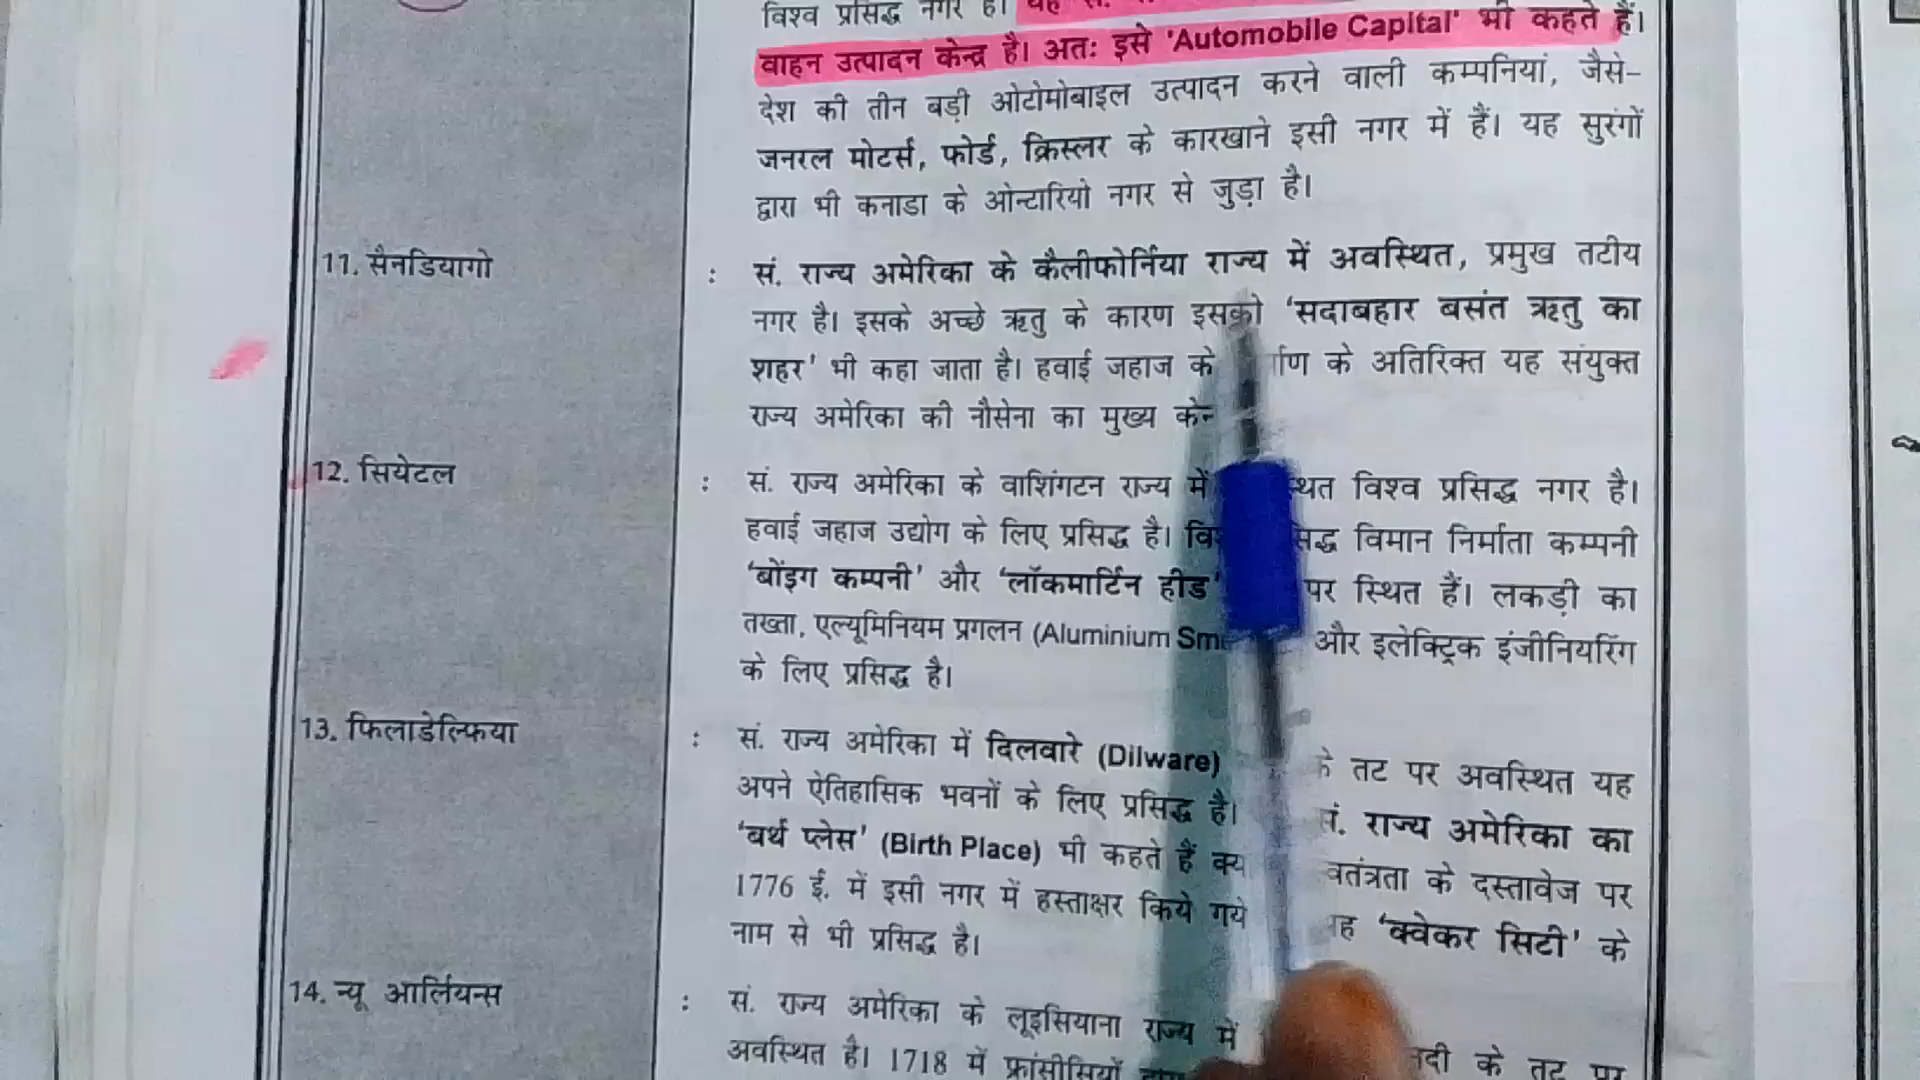 विश्व प्रसिद्ध नगर है।
वाहन उत्पादन केन्द्र है। अतः इसे 'Automobile Capital' भी कहते हैं।
देश की तीन बड़ी ओटोमोबाइल उत्पादन करने वाली कम्पनियां, जैसे–
जनरल मोटर्स, फोर्ड, क्रिस्लर के कारखाने इसी नगर में हैं। यह सुरंगों
द्वारा भी कनाडा के ओन्टारियो नगर से जुड़ा है।
11. सैनडियागो : सं. राज्य अमेरिका के कैलीफोर्निया राज्य में अवस्थित, प्रमुख तटीय
नगर है। इसके अच्छे ऋतु के कारण इसको 'सदाबहार बसंत ऋतु का
शहर' भी कहा जाता है। हवाई जहाज के के अतिरिक्त यह संयुक्त
राज्य अमेरिका की नौसेना का मुख्य
12. सियेटल : सं. राज्य अमेरिका के वाशिंगटन राज्य में विश्व प्रसिद्ध नगर है।
हवाई जहाज उद्योग के लिए प्रसिद्ध है। विमान निर्माता कम्पनी
'बोंइग कम्पनी' और 'लॉकमार्टिन हीड' पर स्थित हैं। लकड़ी का
तख्ता, एल्यूमिनियम प्रगलन (Aluminium और इलेक्ट्रिक इंजीनियरिंग
के लिए प्रसिद्ध है।
13. फिलाडेल्फिया : सं. राज्य अमेरिका में दिलवारे (Dilware) के तट पर अवस्थित यह
अपने ऐतिहासिक भवनों के लिए प्रसिद्ध है। सं. राज्य अमेरिका का
'बर्थ प्लेस' (Birth Place) भी कहते हैं के दस्तावेज पर
1776 ई. में इसी नगर में हस्ताक्षर किये गये 'क्वेकर सिटी' के
नाम से भी प्रसिद्ध है।
14. न्यू आर्लियन्स : सं. राज्य अमेरिका के लूइसियाना राज्य में के तट पर
अवस्थित है। 1718 में फ्रांसीसियों